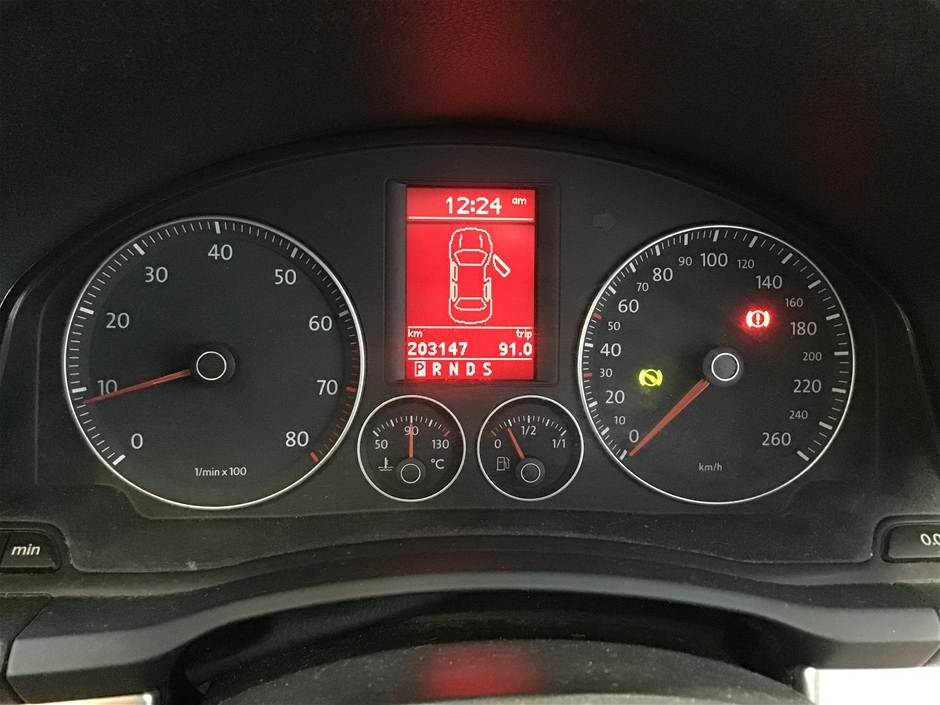 12:24 am
km trip
203147 91.0
P R N D S
0 10 20 30 40 50 60 70 80
1/min x 100
50 90 130
°C
0 1/2 1/1
0 10 20 30 40 50 60 70 80 90 100 120 140 160 180 200 220 240 260
km/h
min
0.0